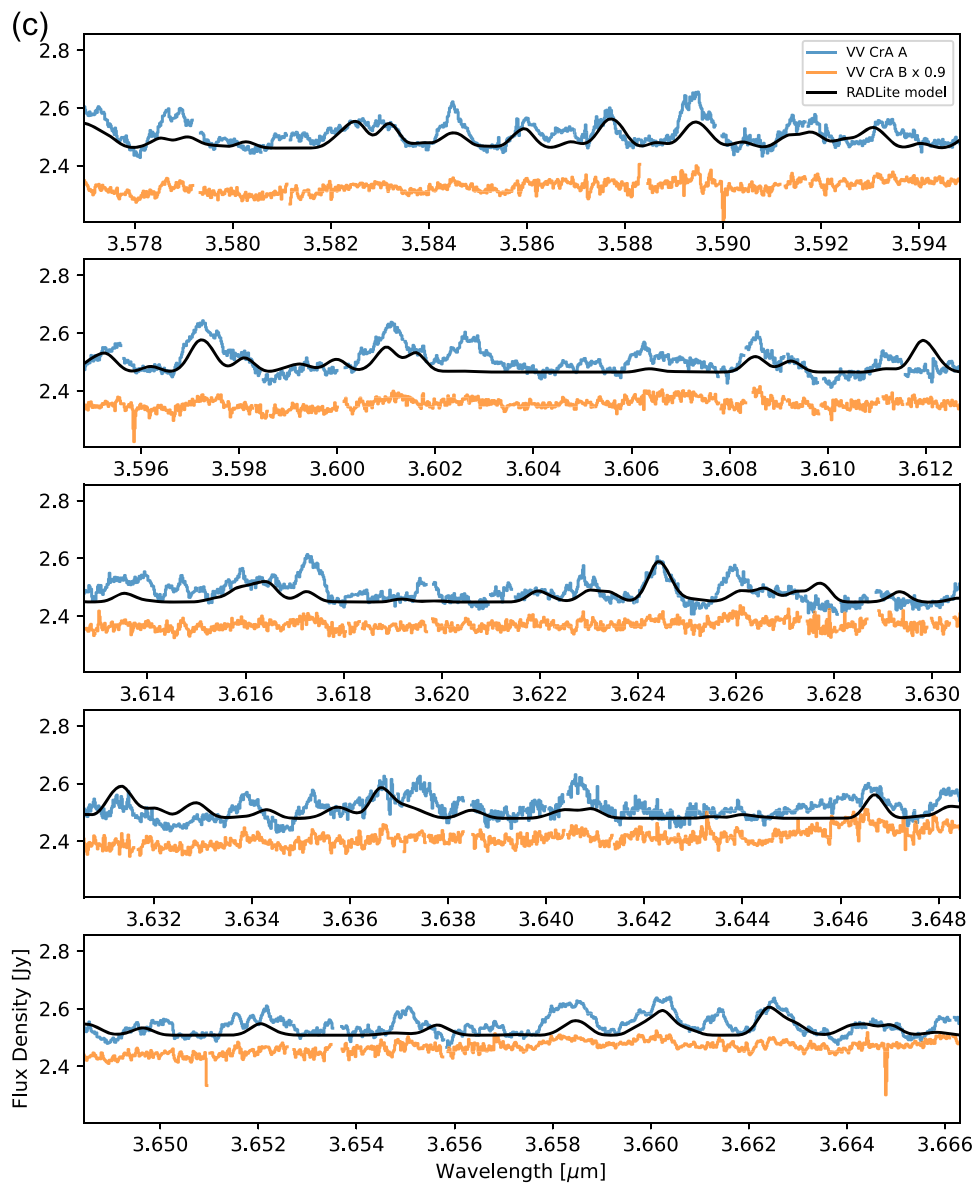 (c)
VV CrA A
VV CrA B x 0.9
RADLite model
2.8
2.6
2.4
3.578 3.580 3.582 3.584 3.586 3.588 3.590 3.592 3.594
2.8
2.6
2.4
3.596 3.598 3.600 3.602 3.604 3.606 3.608 3.610 3.612
2.8
2.6
2.4
3.614 3.616 3.618 3.620 3.622 3.624 3.626 3.628 3.630
2.8
2.6
2.4
3.632 3.634 3.636 3.638 3.640 3.642 3.644 3.646 3.648
2.8
2.6
2.4
3.650 3.652 3.654 3.656 3.658 3.660 3.662 3.664 3.666
Flux Density [Jy]
Wavelength [μm]